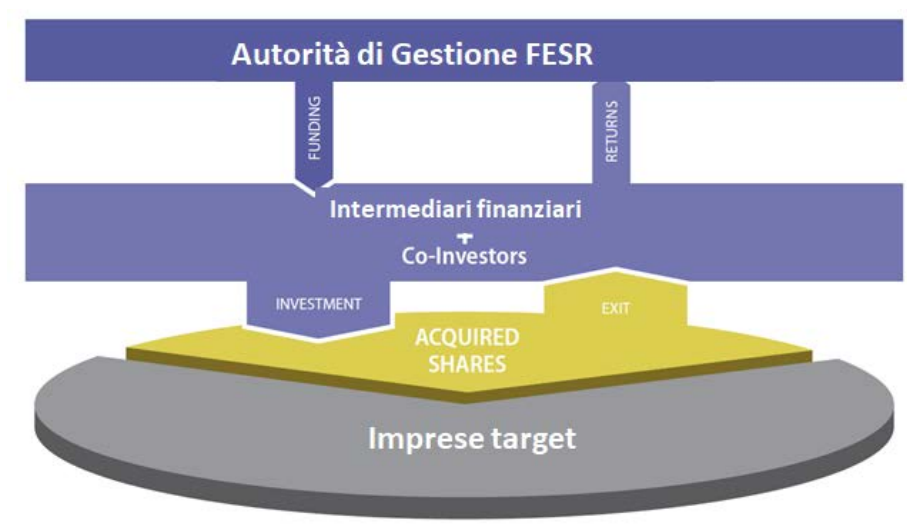 Autorità di Gestione FESR
FUNDING
RETURNS
Intermediari finanziari
+
Co-Investors
INVESTMENT
EXIT
ACQUIRED
SHARES
Imprese target